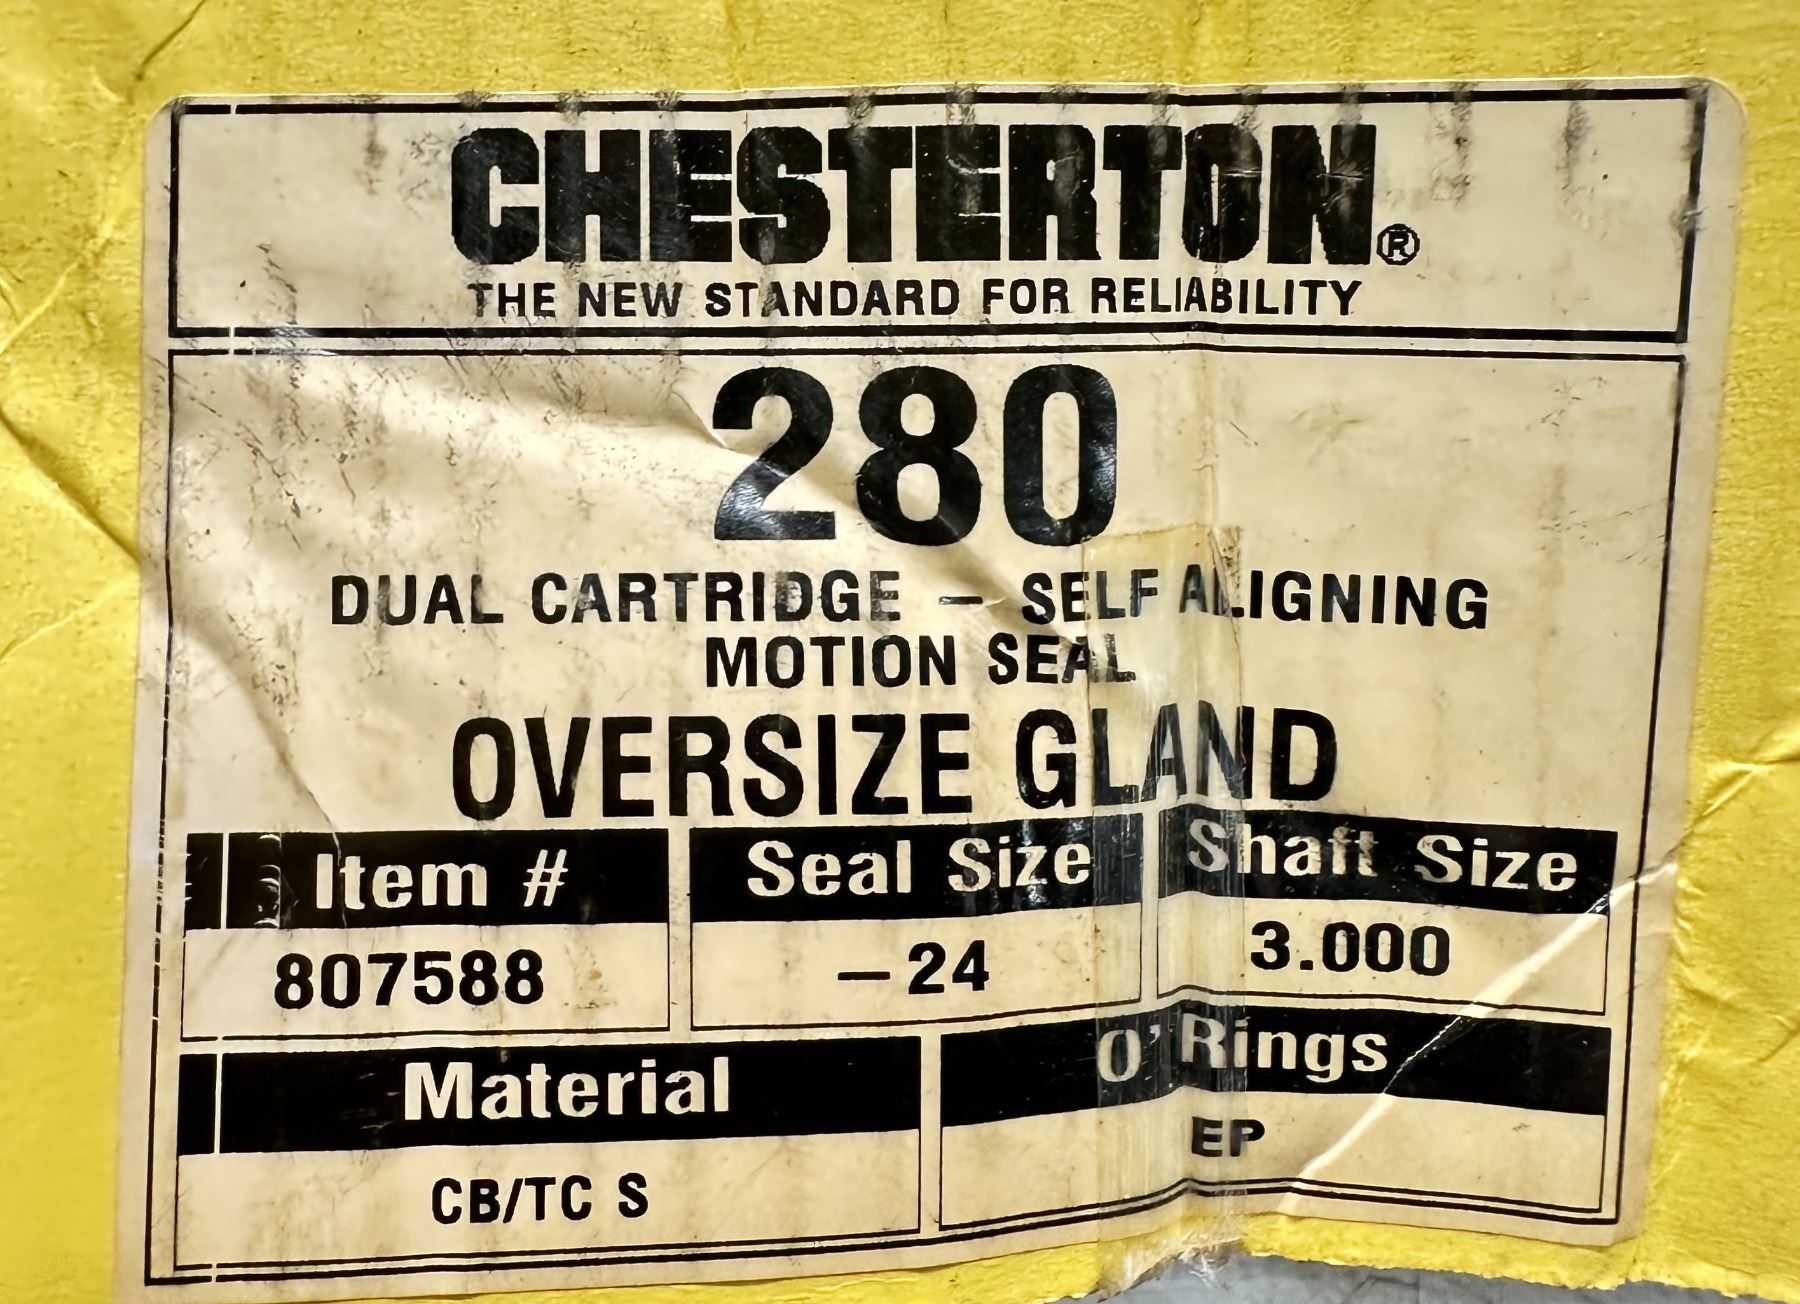 CHESTERTON®
THE NEW STANDARD FOR RELIABILITY
280
DUAL CARTRIDGE – SELF ALIGNING
MOTION SEAL
OVERSIZE GLAND
Item # Seal Size Shaft Size
807588 –24 3.000
Material O' Rings
CB/TC S EP